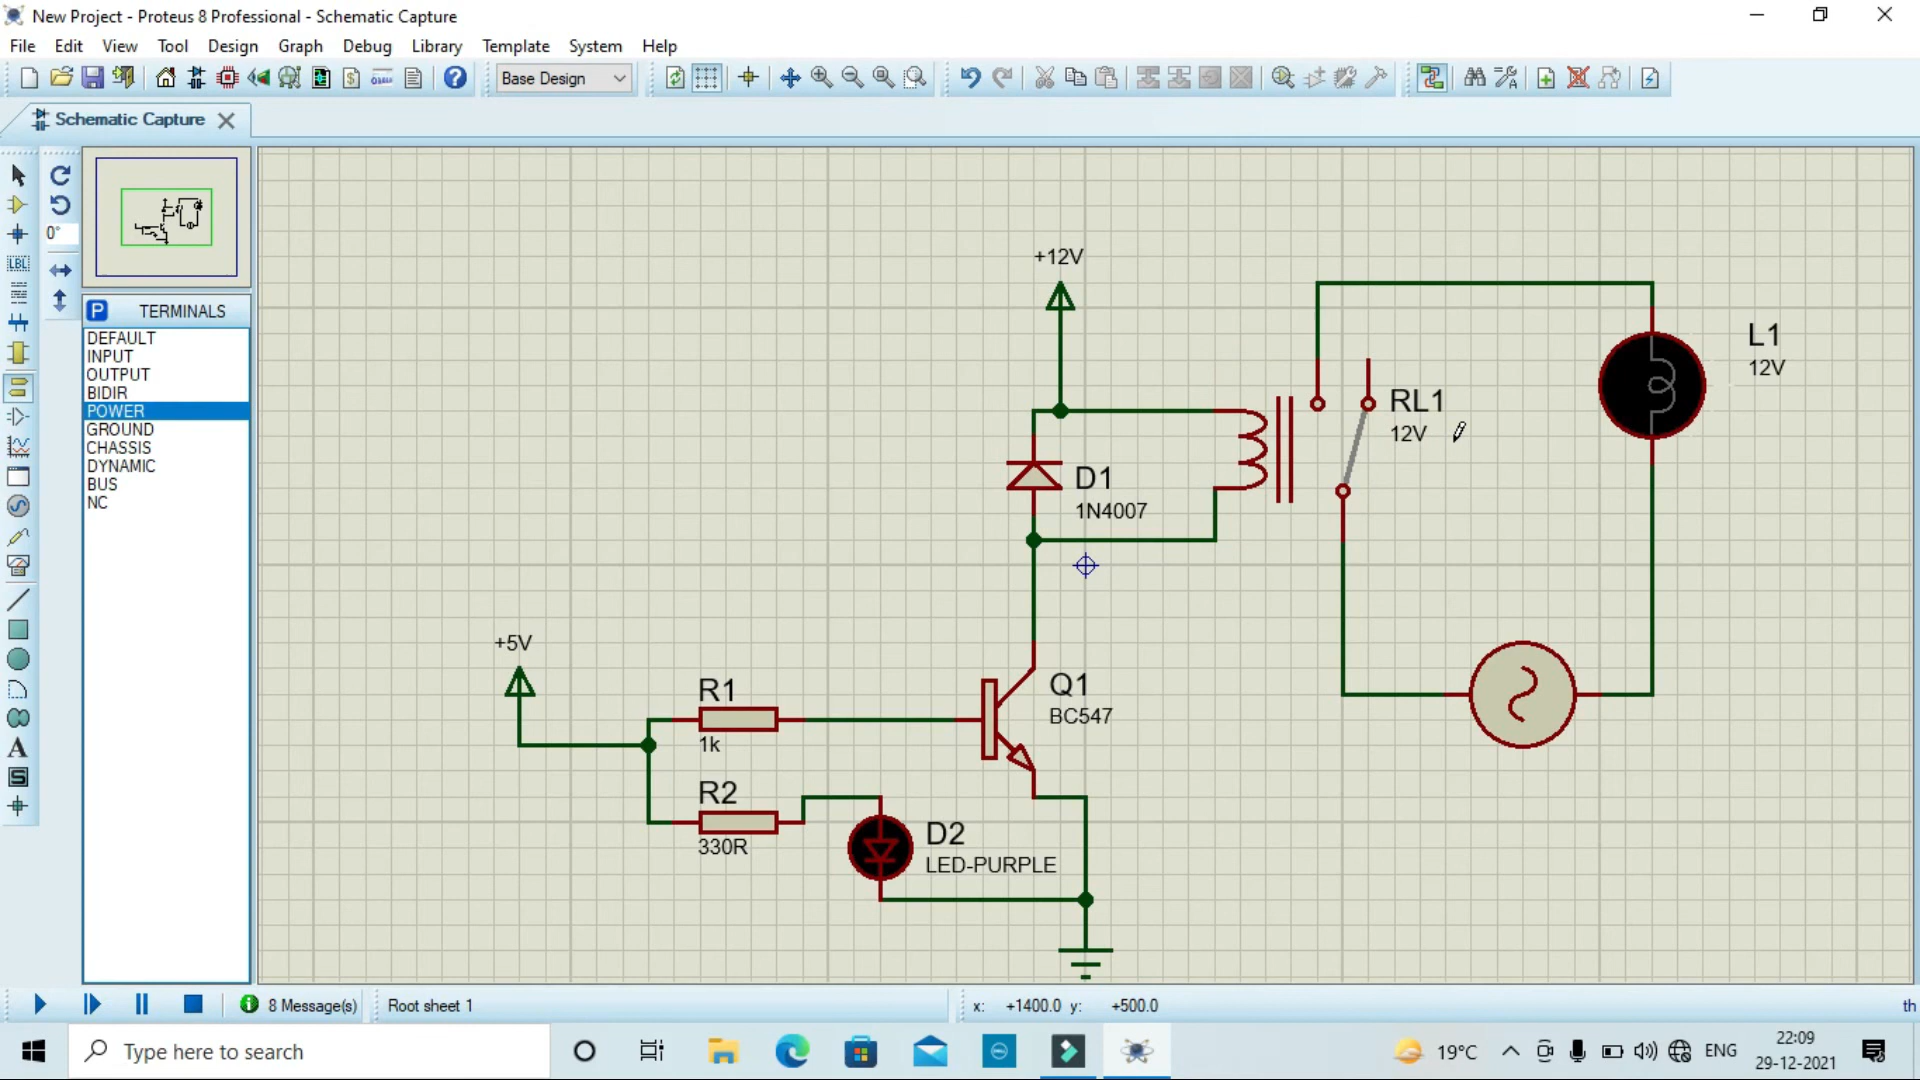 New Project - Proteus 8 Professional - Schematic Capture
File Edit View Tool Design Graph Debug Library Template System Help
Base Design
Schematic Capture
0°
LBL
P TERMINALS
DEFAULT
INPUT
OUTPUT
BIDIR
POWER
GROUND
CHASSIS
DYNAMIC
BUS
NC
A
S
+12V
L1
12V
RL1
12V
D1
1N4007
+5V
R1
1k
Q1
BC547
R2
330R
D2
LED-PURPLE
8 Message(s) Root sheet 1 x: +1400.0 y: +500.0 th
Type here to search
19°C ENG
22:09
29-12-2021